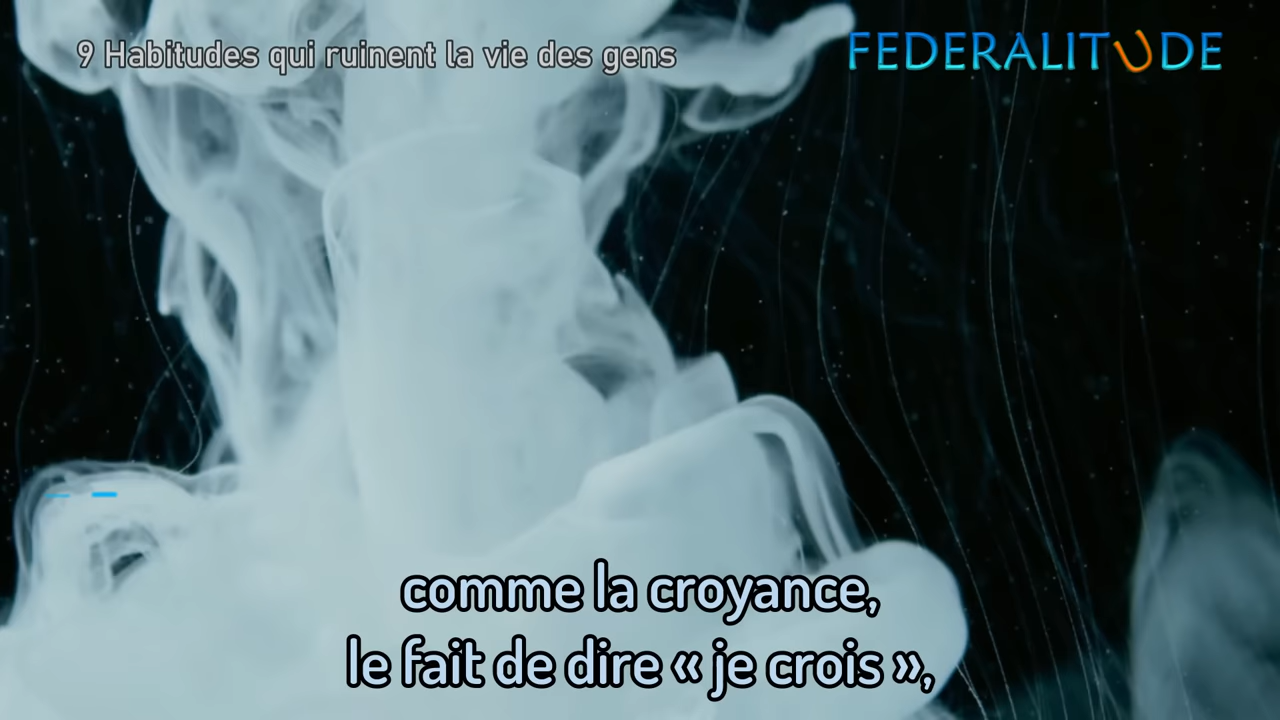 9 Habitudes qui ruinent la vie des gens
FEDERALITUDE
comme la croyance,
le fait de dire « je crois »,